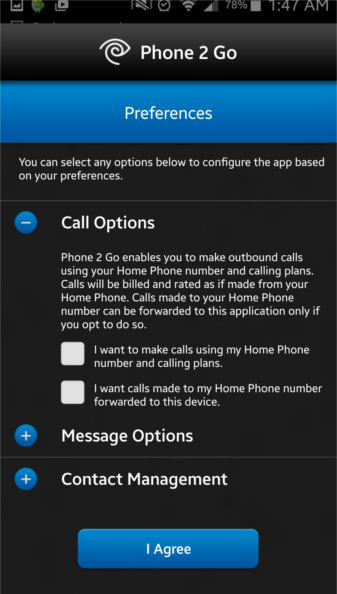 78% 1:47 AM
Phone 2 Go
Preferences
You can select any options below to configure the app based
on your preferences.
Call Options
Phone 2 Go enables you to make outbound calls
using your Home Phone number and calling plans.
Calls will be billed and rated as if made from your
Home Phone. Calls made to your Home Phone
number can be forwarded to this application only if
you opt to do so.
I want to make calls using my Home Phone
number and calling plans.
I want calls made to my Home Phone number
forwarded to this device.
Message Options
Contact Management
I Agree